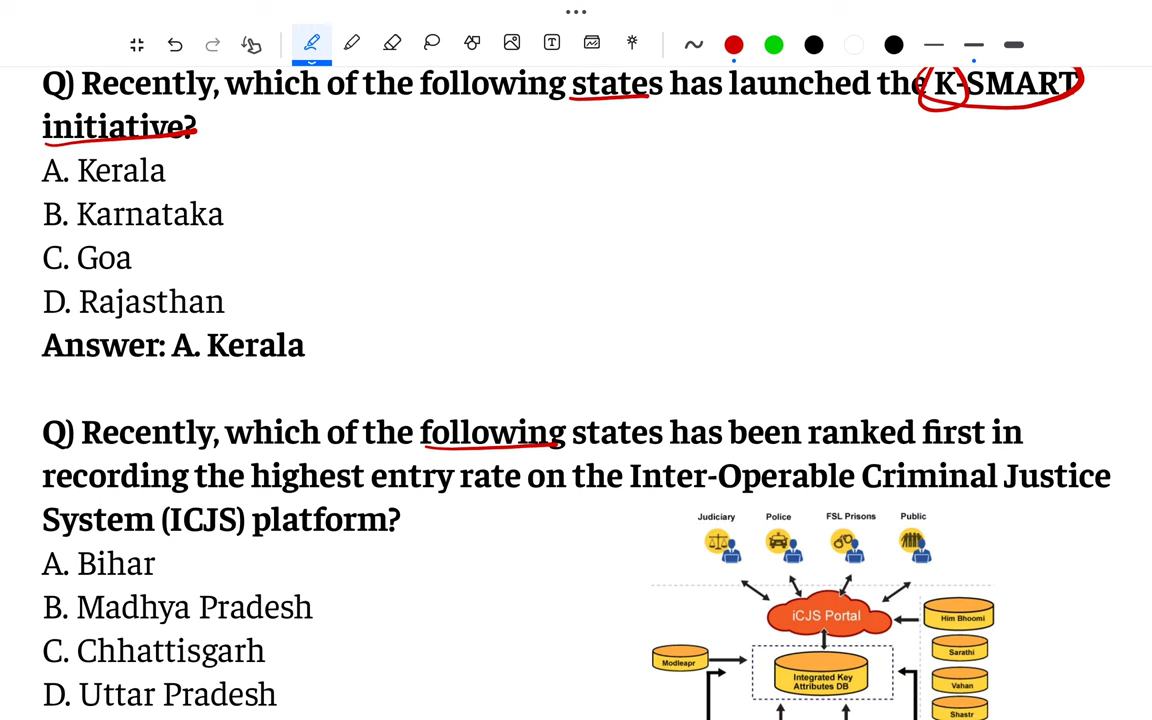 Q) Recently, which of the following states has launched the K-SMART
initiative?
A. Kerala
B. Karnataka
C. Goa
D. Rajasthan
Answer: A. Kerala
Q) Recently, which of the following states has been ranked first in
recording the highest entry rate on the Inter-Operable Criminal Justice
System (ICJS) platform?
A. Bihar
B. Madhya Pradesh
C. Chhattisgarh
D. Uttar Pradesh
Judiciary Police FSL Prisons Public
iCJS Portal
Him Bhoomi
Sarathi
Modleapr
Integrated Key
Attributes DB
Vahan
Shastr